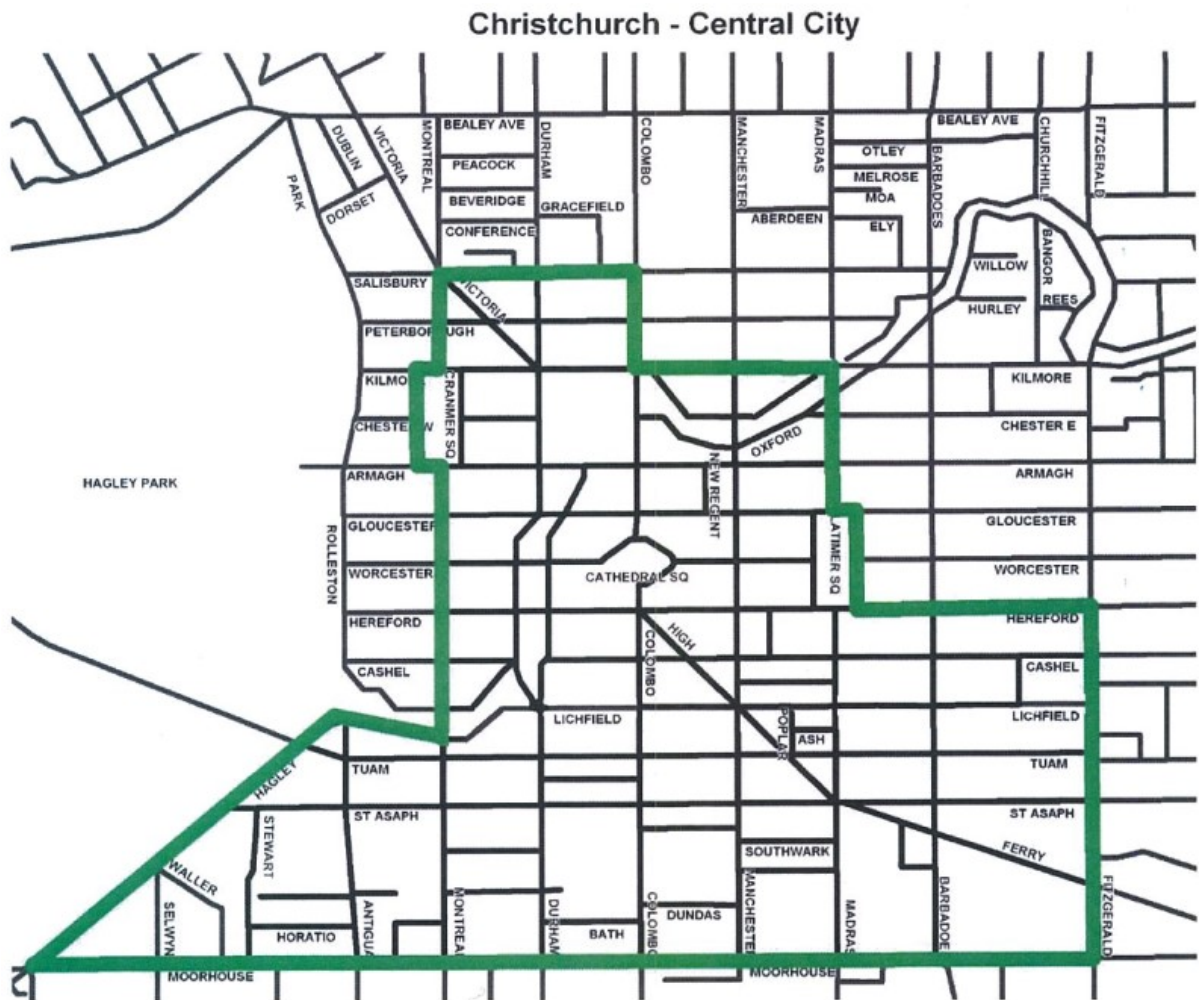 Christchurch - Central City
BEALEY AVE
BEALEY AVE
DUBLIN
VICTORIA
MONTREAL
DURHAM
COLOMBO
MANCHESTER
MADRAS
BARBADOES
CHURCHHILL
FITZGERALD
PEACOCK
OTLEY
MELROSE
MOA
PARK
DORSET
BEVERIDGE
GRACEFIELD
ABERDEEN
ELY
CONFERENCE
BANGOR
WILLOW
SALISBURY
VICTORIA
HURLEY
REES
PETERBOROUGH
KILMORE
CRANMER SQ
KILMORE
CHESTER W
OXFORD
CHESTER E
HAGLEY PARK
ARMAGH
NEW REGENT
ARMAGH
ROLLESTON
GLOUCESTER
LATIMER SQ
GLOUCESTER
WORCESTER
CATHEDRAL SQ
WORCESTER
HEREFORD
HIGH
HEREFORD
CASHEL
COLOMBO
CASHEL
LICHFIELD
POPLAR
ASH
LICHFIELD
HAGLEY
TUAM
TUAM
STEWART
ST ASAPH
ST ASAPH
WALLER
SOUTHWARK
FERRY
SELWYN
HORATIO
ANTIGUA
MONTREAL
DURHAM
BATH
COLOMBO
DUNDAS
MANCHESTER
MADRAS
BARBADOE
FITZGERALD
MOORHOUSE
MOORHOUSE